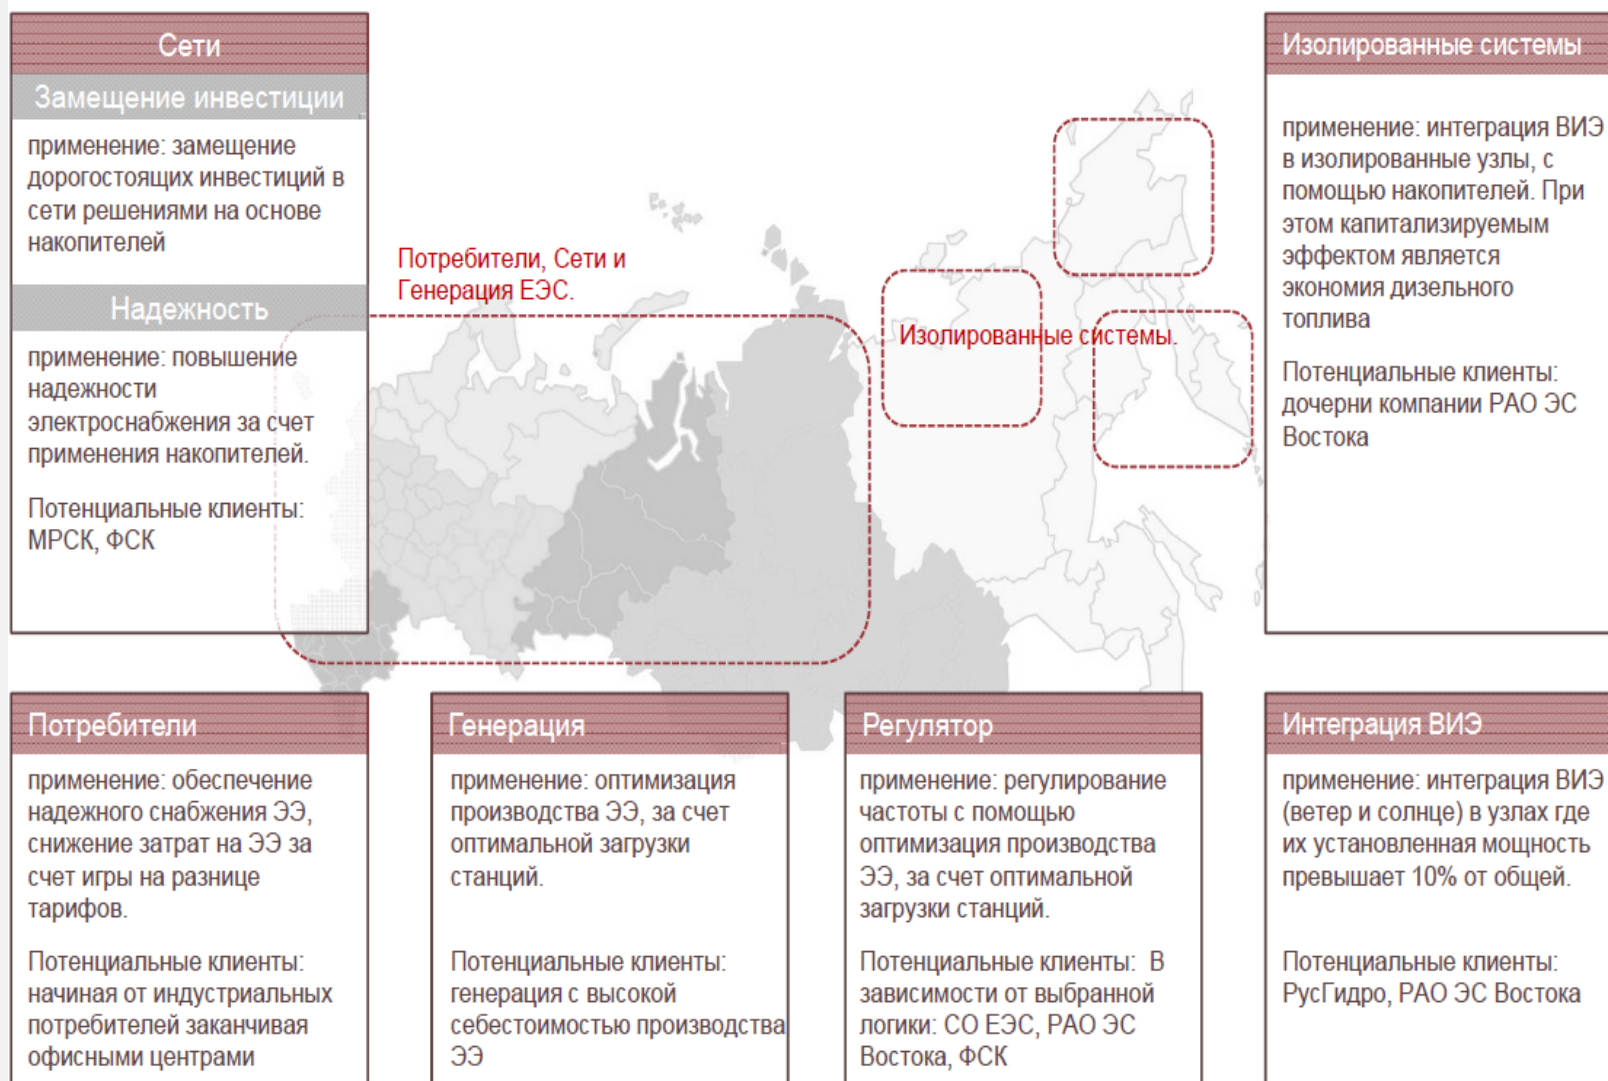 Сети
Замещение инвестиции
применение: замещение
дорогостоящих инвестиций в
сети решениями на основе
накопителей
Надежность
применение: повышение
надежности
электроснабжения за счет
применения накопителей.
Потенциальные клиенты:
МРСК, ФСК
Потребители, Сети и
Генерация ЕЭС.
Изолированные системы.
Изолированные системы
применение: интеграция ВИЭ
в изолированные узлы, с
помощью накопителей. При
этом капитализируемым
эффектом является
экономия дизельного
топлива
Потенциальные клиенты:
дочерни компании РАО ЭС
Востока
Потребители
применение: обеспечение
надежного снабжения ЭЭ,
снижение затрат на ЭЭ за
счет игры на разнице
тарифов.
Потенциальные клиенты:
начиная от индустриальных
потребителей заканчивая
офисными центрами
Генерация
применение: оптимизация
производства ЭЭ, за счет
оптимальной загрузки
станций.
Потенциальные клиенты:
генерация с высокой
себестоимостью производства
ЭЭ
Регулятор
применение: регулирование
частоты с помощью
оптимизация производства
ЭЭ, за счет оптимальной
загрузки станций.
Потенциальные клиенты: В
зависимости от выбранной
логики: СО ЕЭС, РАО ЭС
Востока, ФСК
Интеграция ВИЭ
применение: интеграция ВИЭ
(ветер и солнце) в узлах где
их установленная мощность
превышает 10% от общей.
Потенциальные клиенты:
РусГидро, РАО ЭС Востока